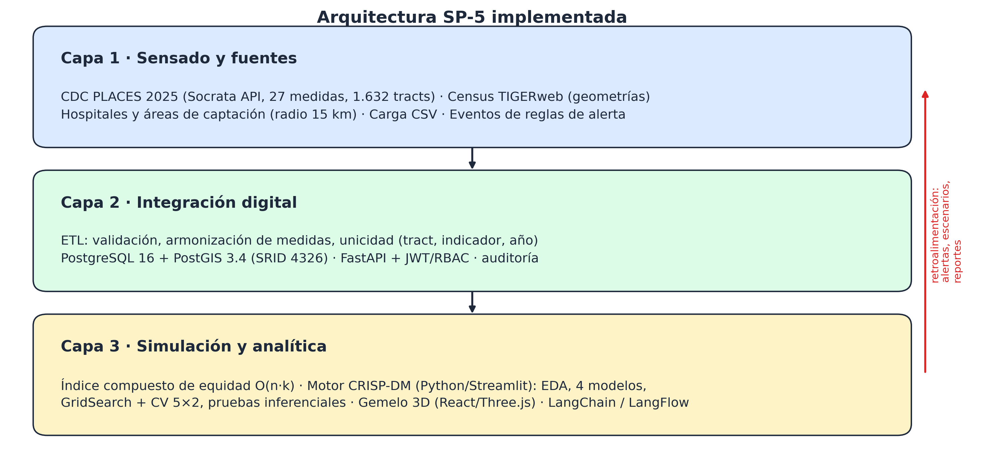 Arquitectura SP-5 implementada
Capa 1 · Sensado y fuentes
CDC PLACES 2025 (Socrata API, 27 medidas, 1.632 tracts) · Census TIGERweb (geometrías)
Hospitales y áreas de captación (radio 15 km) · Carga CSV · Eventos de reglas de alerta
Capa 2 · Integración digital
ETL: validación, armonización de medidas, unicidad (tract, indicador, año)
PostgreSQL 16 + PostGIS 3.4 (SRID 4326) · FastAPI + JWT/RBAC · auditoría
Capa 3 · Simulación y analítica
Índice compuesto de equidad O(n·k) · Motor CRISP-DM (Python/Streamlit): EDA, 4 modelos,
GridSearch + CV 5×2, pruebas inferenciales · Gemelo 3D (React/Three.js) · LangChain / LangFlow
retroalimentación:
alertas, escenarios,
reportes